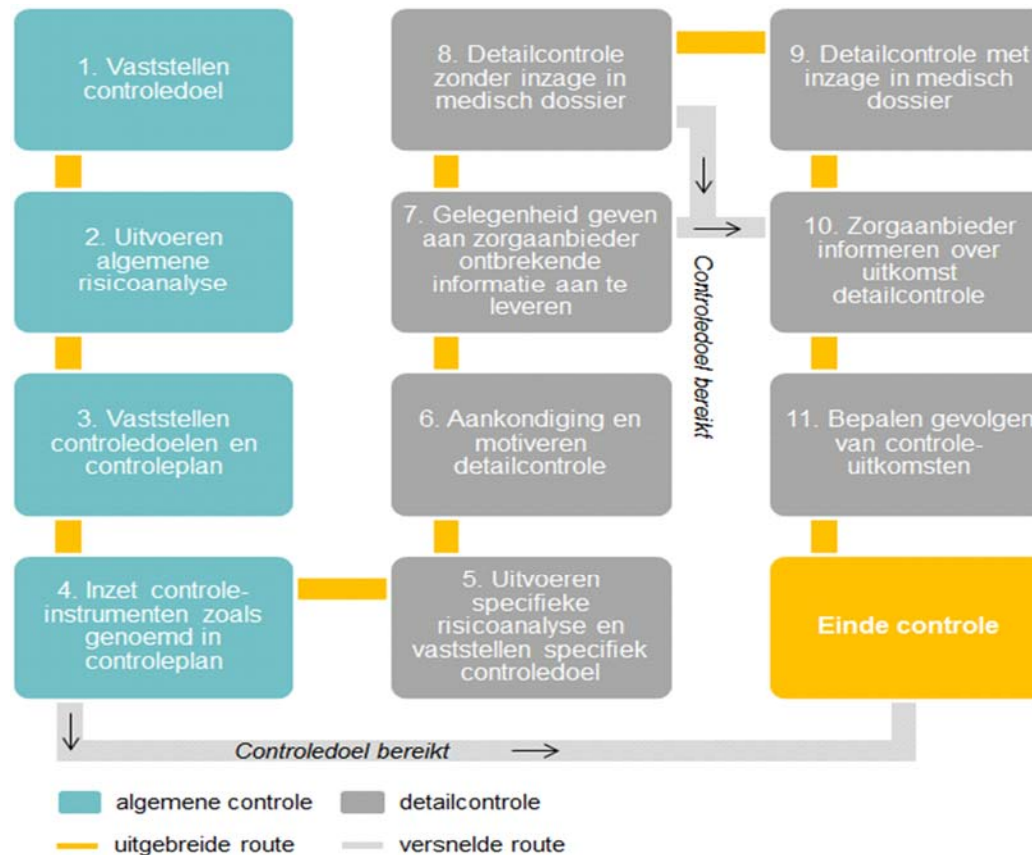 1. Vaststellen
controledoel
2. Uitvoeren
algemene
risicoanalyse
3. Vaststellen
controledoelen en
controleplan
4. Inzet controle-
instrumenten zoals
genoemd in
controleplan
5. Uitvoeren
specifieke
risicoanalyse en
vaststellen specifiek
controledoel
6. Aankondiging en
motiveren
detailcontrole
7. Gelegenheid geven
aan zorgaanbieder
ontbrekende
informatie aan te
leveren
8. Detailcontrole
zonder inzage in
medisch dossier
9. Detailcontrole met
inzage in medisch
dossier
10. Zorgaanbieder
informeren over
uitkomst
detailcontrole
11. Bepalen gevolgen
van controle-
uitkomsten
Einde controle
Controledoel bereikt
Controledoel bereikt
algemene controle
detailcontrole
uitgebreide route
versnelde route